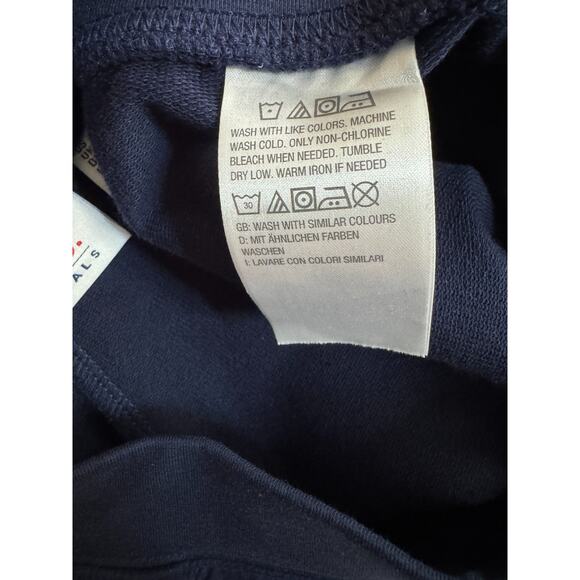 WASH WITH LIKE COLORS. MACHINE
WASH COLD. ONLY NON-CHLORINE
BLEACH WHEN NEEDED. TUMBLE
DRY LOW. WARM IRON IF NEEDED
30
GB: WASH WITH SIMILAR COLOURS
D: MIT ÄHNLICHEN FARBEN
WASCHEN
I: LAVARE CON COLORI SIMILARI
ALS